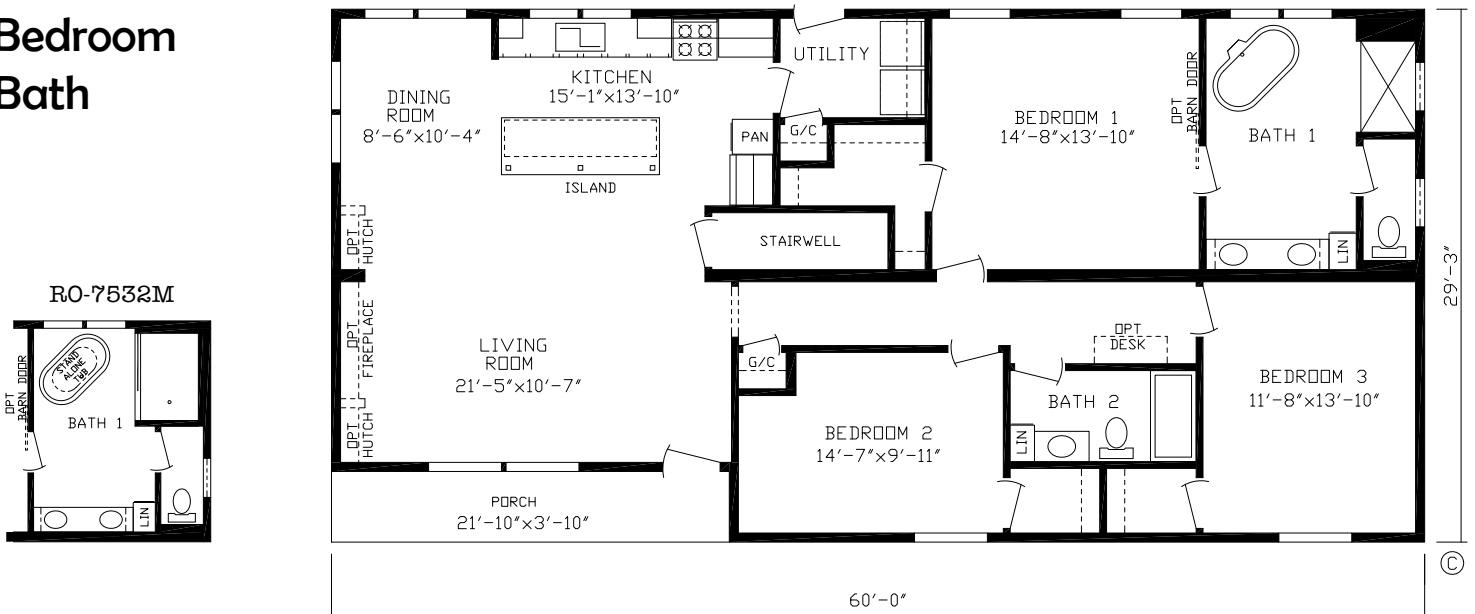 Bedroom
Bath
RO-7532M
OPT
BARN DOOR
STAND
ALONE
TUB
BATH 1
LIN
DINING
ROOM
8'-6"x10'-4"
KITCHEN
15'-1"x13'-10"
ISLAND
PAN
UTILITY
G/C
STAIRWELL
BEDROOM 1
14'-8"x13'-10"
OPT
BARN DOOR
BATH 1
LIN
OPT
HUTCH
OPT
FIREPLACE
OPT
HUTCH
LIVING
ROOM
21'-5"x10'-7"
G/C
BEDROOM 2
14'-7"x9'-11"
OPT
DESK
BATH 2
LIN
BEDROOM 3
11'-8"x13'-10"
PORCH
21'-10"x3'-10"
29'-3"
60'-0"
©